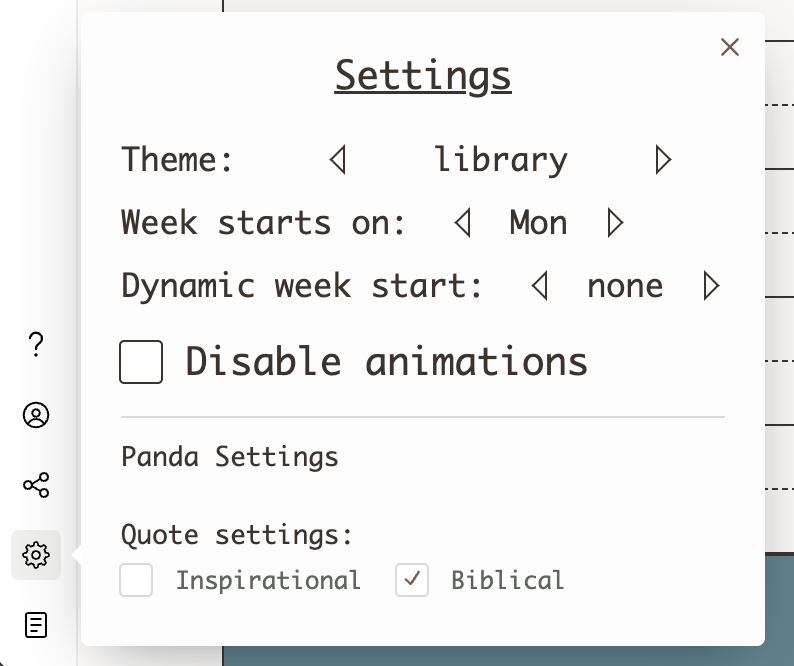 Settings
Theme: library
Week starts on: Mon
Dynamic week start: none
Disable animations
Panda Settings
Quote settings:
Inspirational Biblical